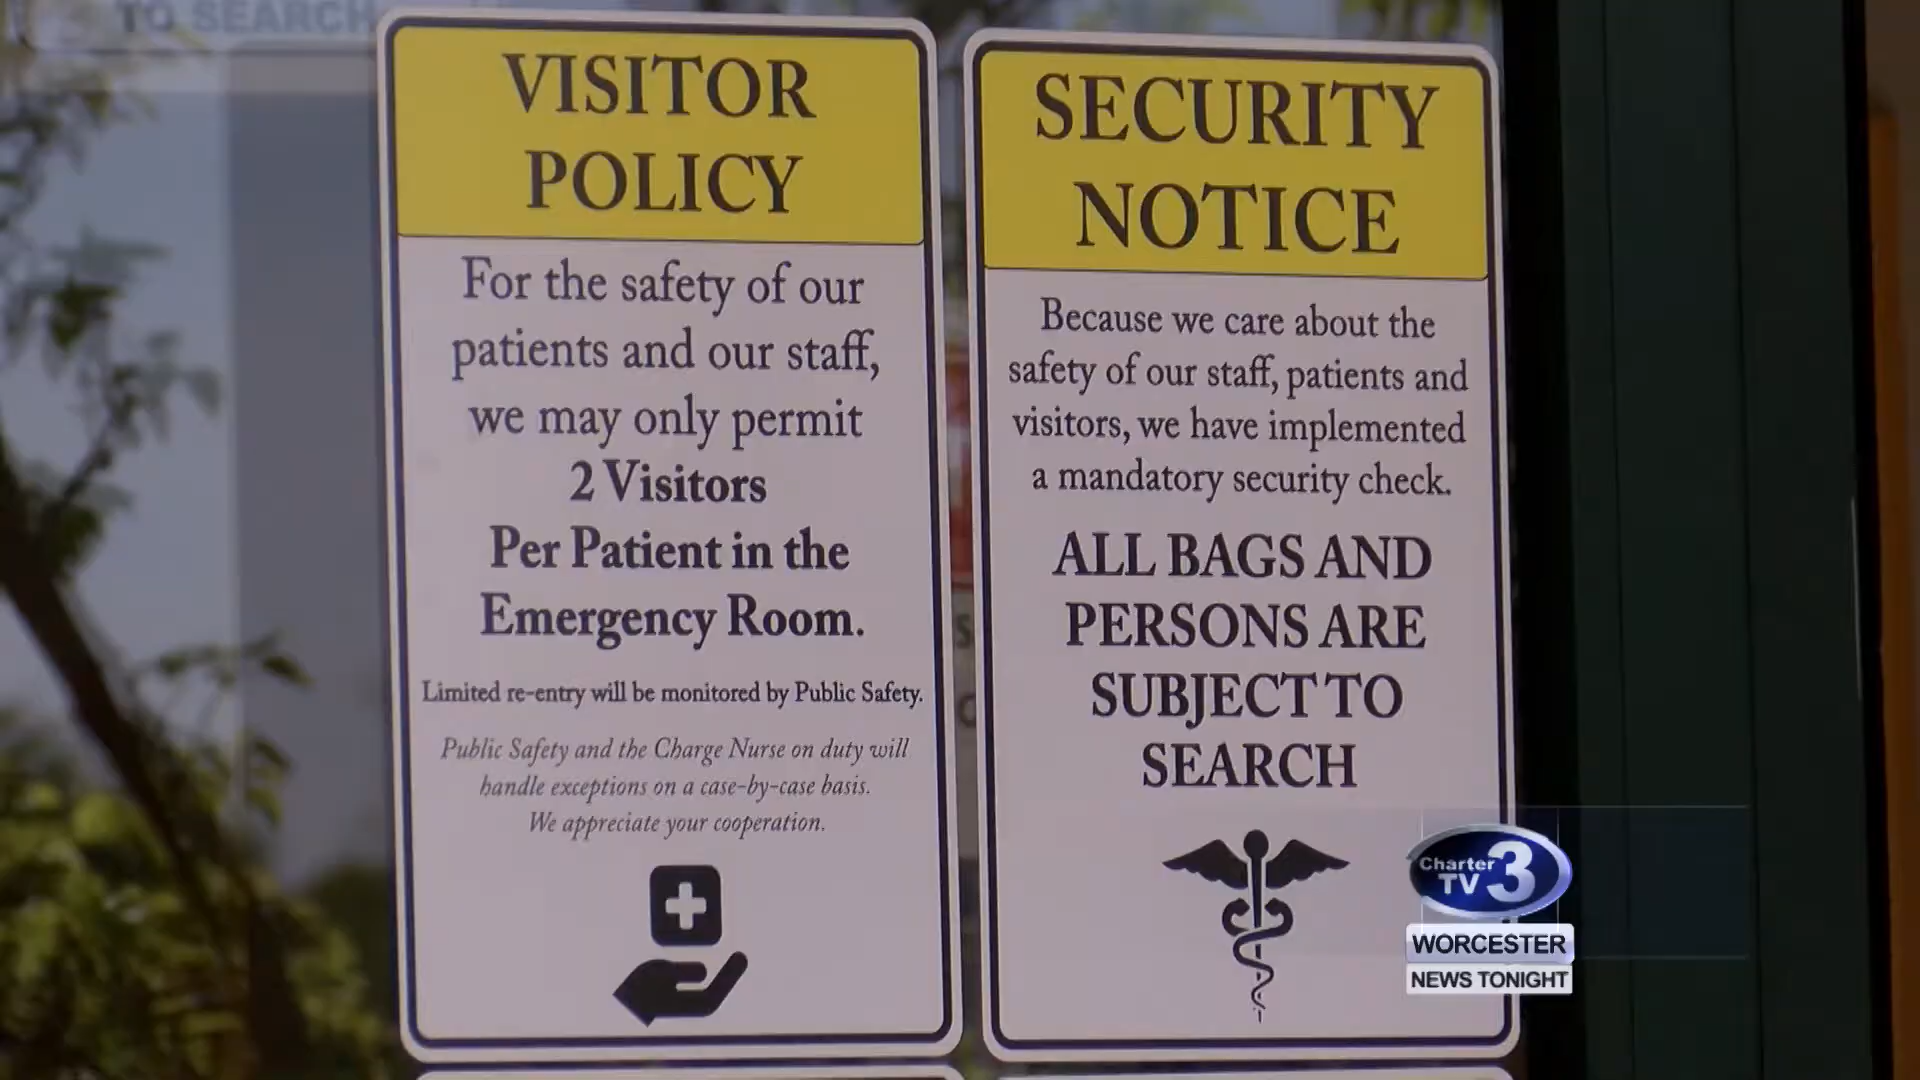 TO SEARCH
VISITOR
POLICY
For the safety of our
patients and our staff,
we may only permit
2 Visitors
Per Patient in the
Emergency Room.
Limited re-entry will be monitored by Public Safety.
Public Safety and the Charge Nurse on duty will
handle exceptions on a case-by-case basis.
We appreciate your cooperation.
SECURITY
NOTICE
Because we care about the
safety of our staff, patients and
visitors, we have implemented
a mandatory security check.
ALL BAGS AND
PERSONS ARE
SUBJECT TO
SEARCH
Charter
TV 3
WORCESTER
NEWS TONIGHT